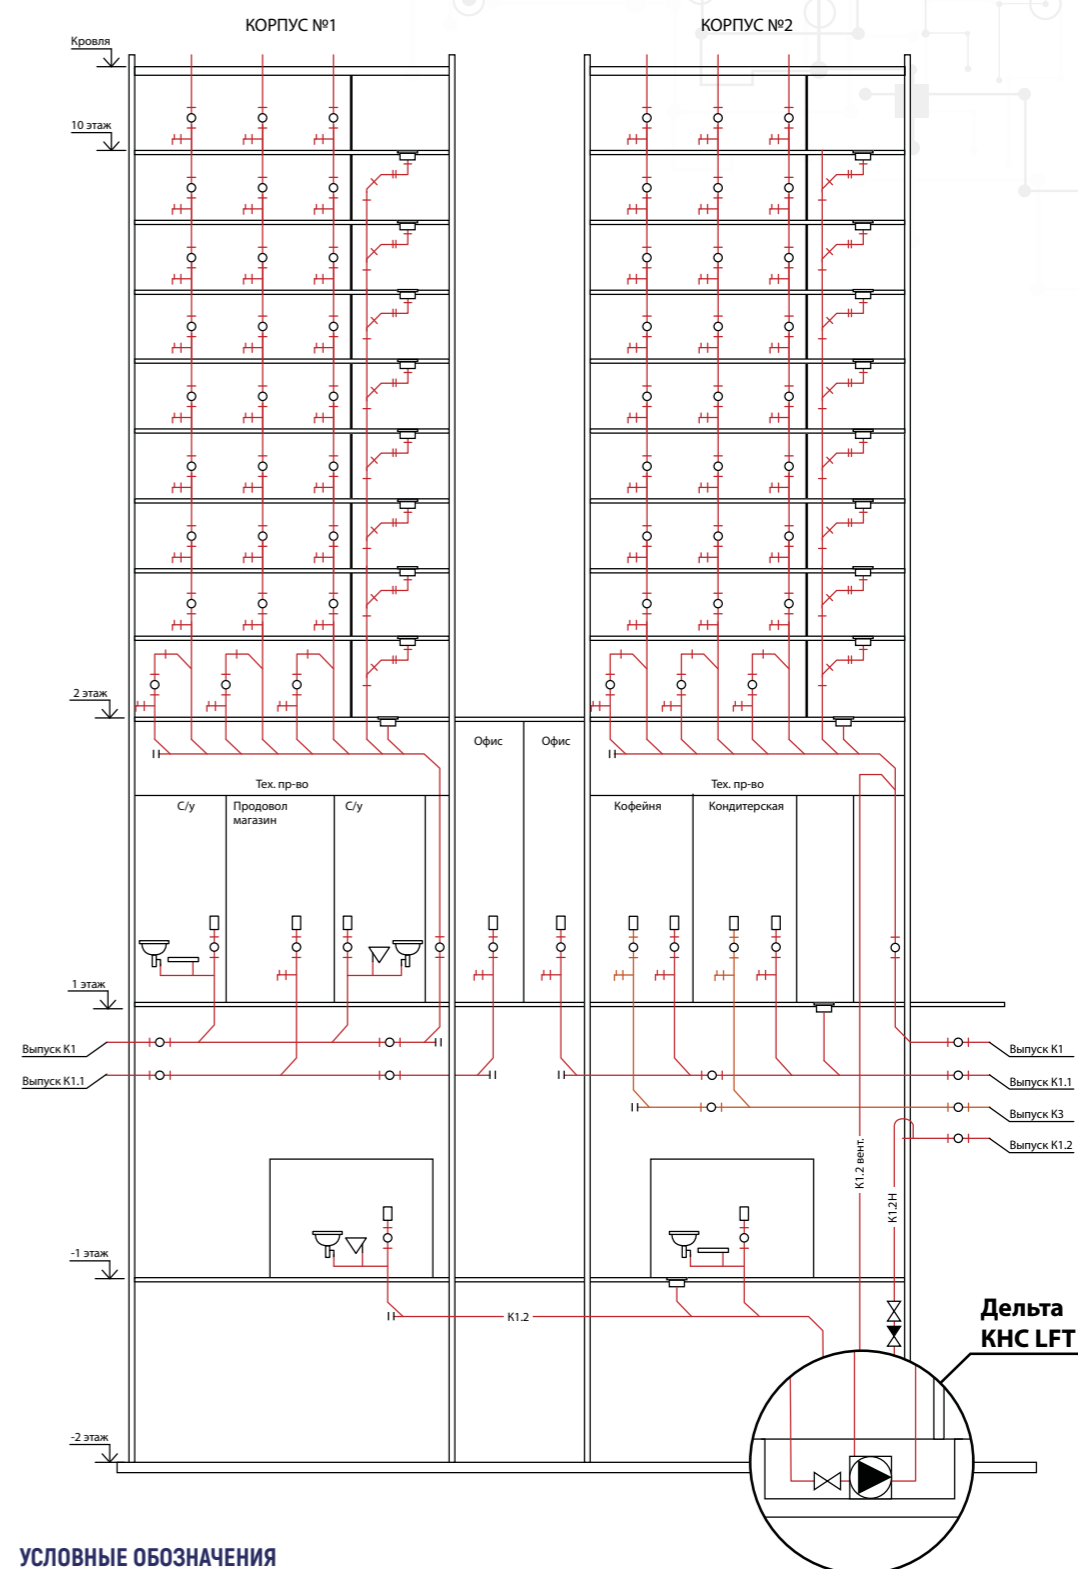 КОРПУС №1
КОРПУС №2
Кровля
10 этаж
2 этаж
Офис
Офис
Тех. пр-во
Тех. пр-во
С/у
Продовол
магазин
С/у
Кофейня
Кондитерская
1 этаж
Выпуск К1
Выпуск К1
Выпуск К1.1
Выпуск К1.1
Выпуск К3
Выпуск К1.2
К1.2 вент.
К1.2Н
-1 этаж
К1.2
Дельта
КНС LFT
-2 этаж
УСЛОВНЫЕ ОБОЗНАЧЕНИЯ